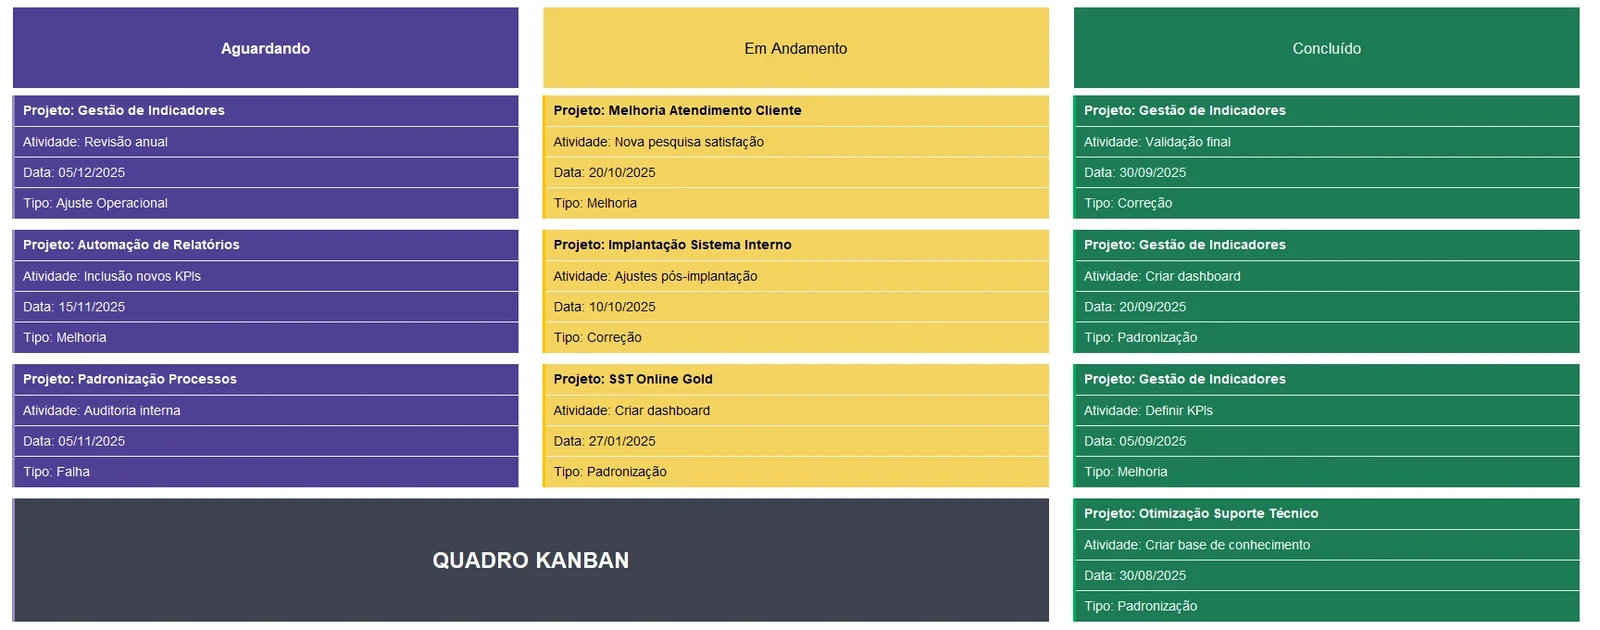 Aguardando
Projeto: Gestão de Indicadores
Atividade: Revisão anual
Data: 05/12/2025
Tipo: Ajuste Operacional
Projeto: Automação de Relatórios
Atividade: Inclusão novos KPIs
Data: 15/11/2025
Tipo: Melhoria
Projeto: Padronização Processos
Atividade: Auditoria interna
Data: 05/11/2025
Tipo: Falha
Em Andamento
Projeto: Melhoria Atendimento Cliente
Atividade: Nova pesquisa satisfação
Data: 20/10/2025
Tipo: Melhoria
Projeto: Implantação Sistema Interno
Atividade: Ajustes pós-implantação
Data: 10/10/2025
Tipo: Correção
Projeto: SST Online Gold
Atividade: Criar dashboard
Data: 27/01/2025
Tipo: Padronização
QUADRO KANBAN
Concluído
Projeto: Gestão de Indicadores
Atividade: Validação final
Data: 30/09/2025
Tipo: Correção
Projeto: Gestão de Indicadores
Atividade: Criar dashboard
Data: 20/09/2025
Tipo: Padronização
Projeto: Gestão de Indicadores
Atividade: Definir KPIs
Data: 05/09/2025
Tipo: Melhoria
Projeto: Otimização Suporte Técnico
Atividade: Criar base de conhecimento
Data: 30/08/2025
Tipo: Padronização